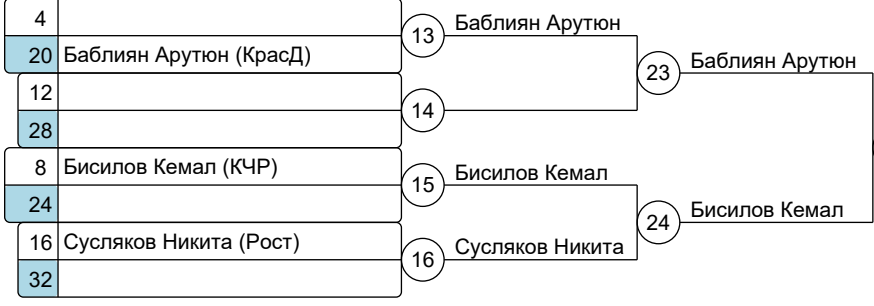 4
20 Баблиян Арутюн (КрасД)
13 Баблиян Арутюн
23 Баблиян Арутюн
12
28
14
8 Бисилов Кемал (КЧР)
24
15 Бисилов Кемал
24 Бисилов Кемал
16 Сусляков Никита (Рост)
32
16 Сусляков Никита